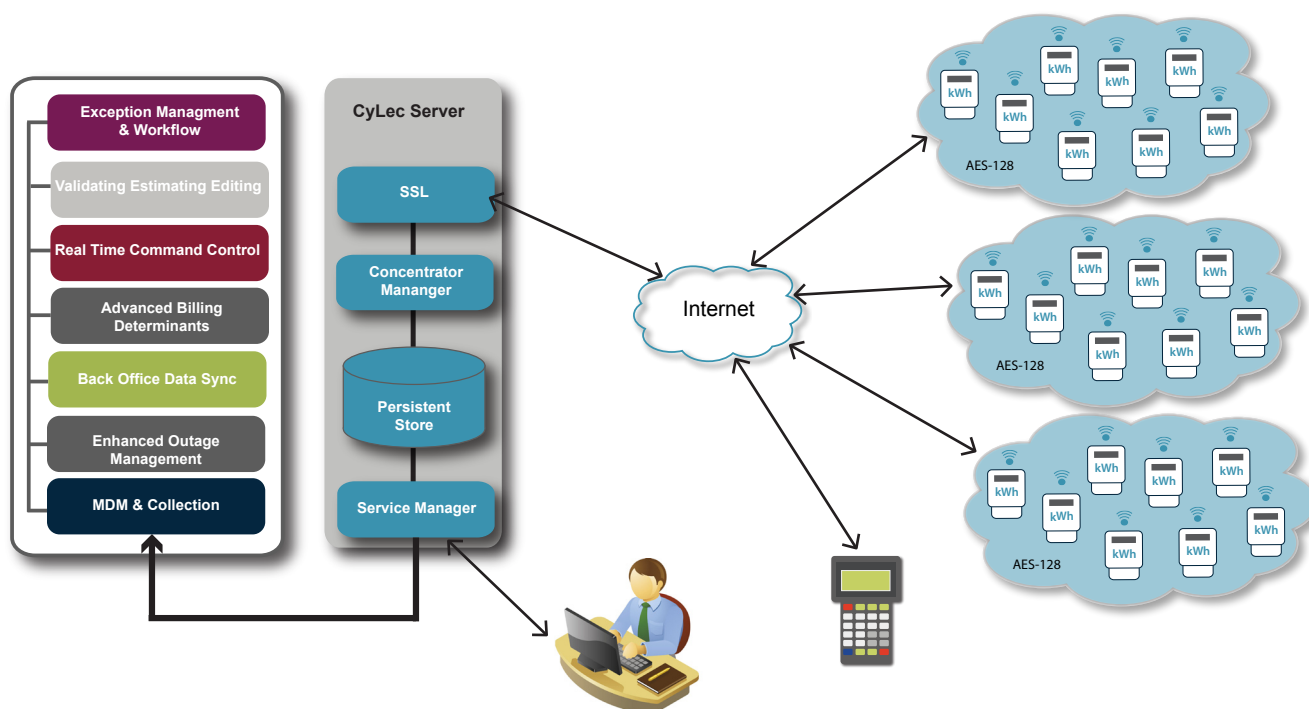 Exception Managment
& Workflow
Validating Estimating Editing
Real Time Command Control
Advanced Billing
Determinants
Back Office Data Sync
Enhanced Outage
Management
MDM & Collection
CyLec Server
SSL
Concentrator
Mananger
Persistent
Store
Service Manager
Internet
kWh
kWh
kWh
kWh
kWh
kWh
kWh
kWh
kWh
AES-128
kWh
kWh
kWh
kWh
kWh
kWh
kWh
kWh
kWh
AES-128
kWh
kWh
kWh
kWh
kWh
kWh
kWh
kWh
kWh
AES-128